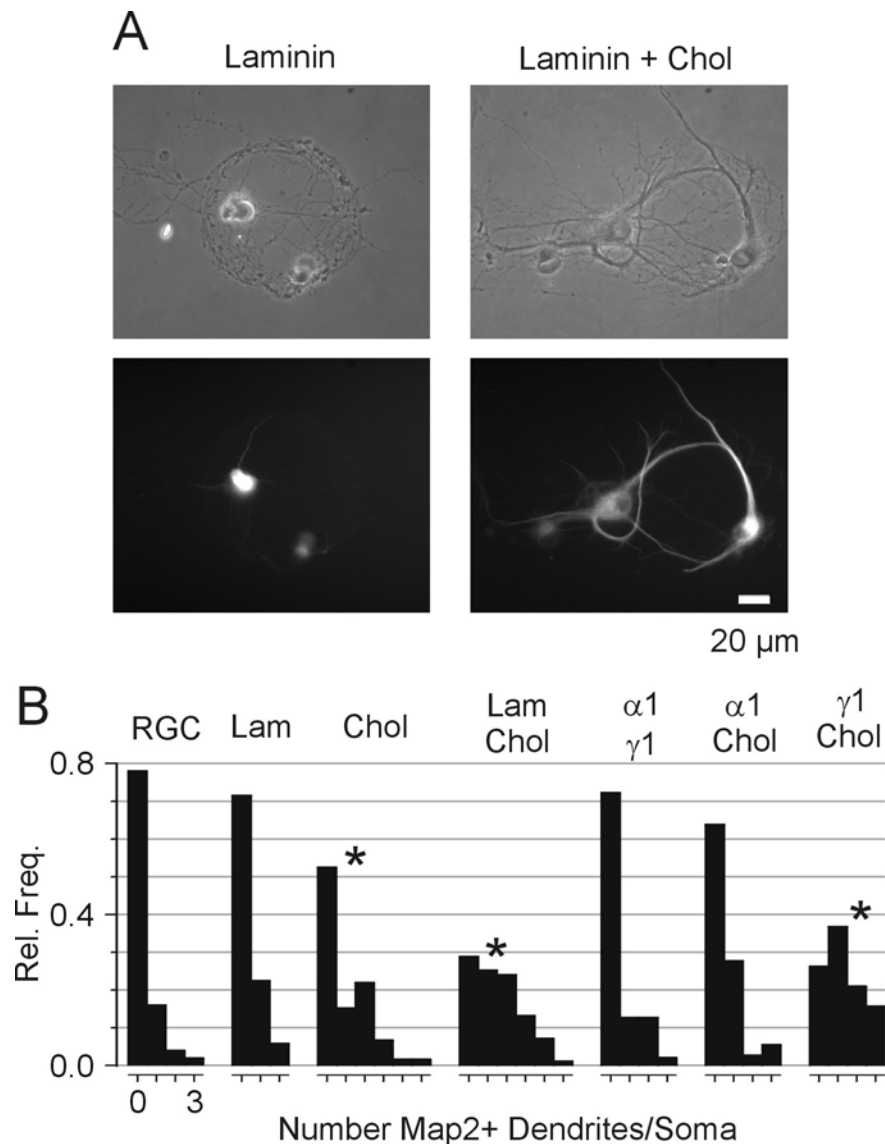 A
Laminin
Laminin + Chol
20 µm
B
RGC
Lam
Chol
Lam
Chol
α1
γ1
α1
Chol
γ1
Chol
0.8
0.4
0.0
Rel. Freq.
*
*
*
0
3
Number Map2+ Dendrites/Soma